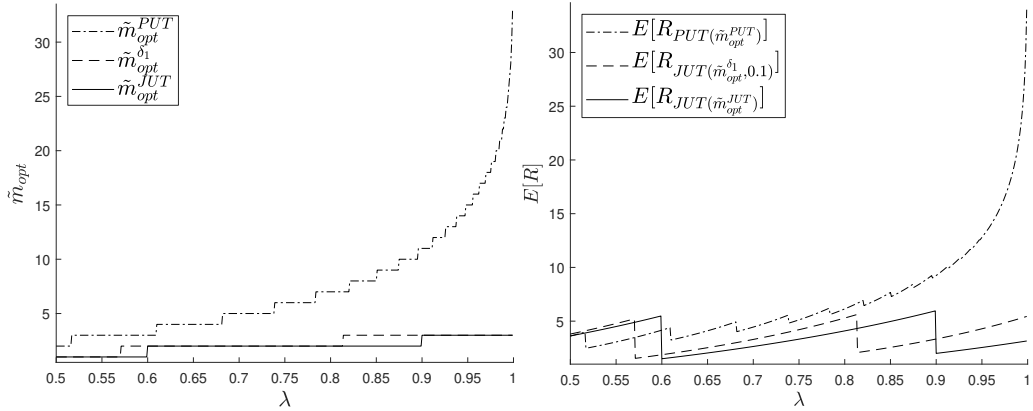 m̃_opt^PUT
m̃_opt^δ₁
m̃_opt^JUT
30
25
20
15
10
5
m̃_opt
0.5 0.55 0.6 0.65 0.7 0.75 0.8 0.85 0.9 0.95 1
λ
E[R_PUT(m̃_opt^PUT)]
E[R_JUT(m̃_opt^δ₁,0.1)]
E[R_JUT(m̃_opt^JUT)]
30
25
20
15
10
5
E[R]
0.5 0.55 0.6 0.65 0.7 0.75 0.8 0.85 0.9 0.95 1
λ